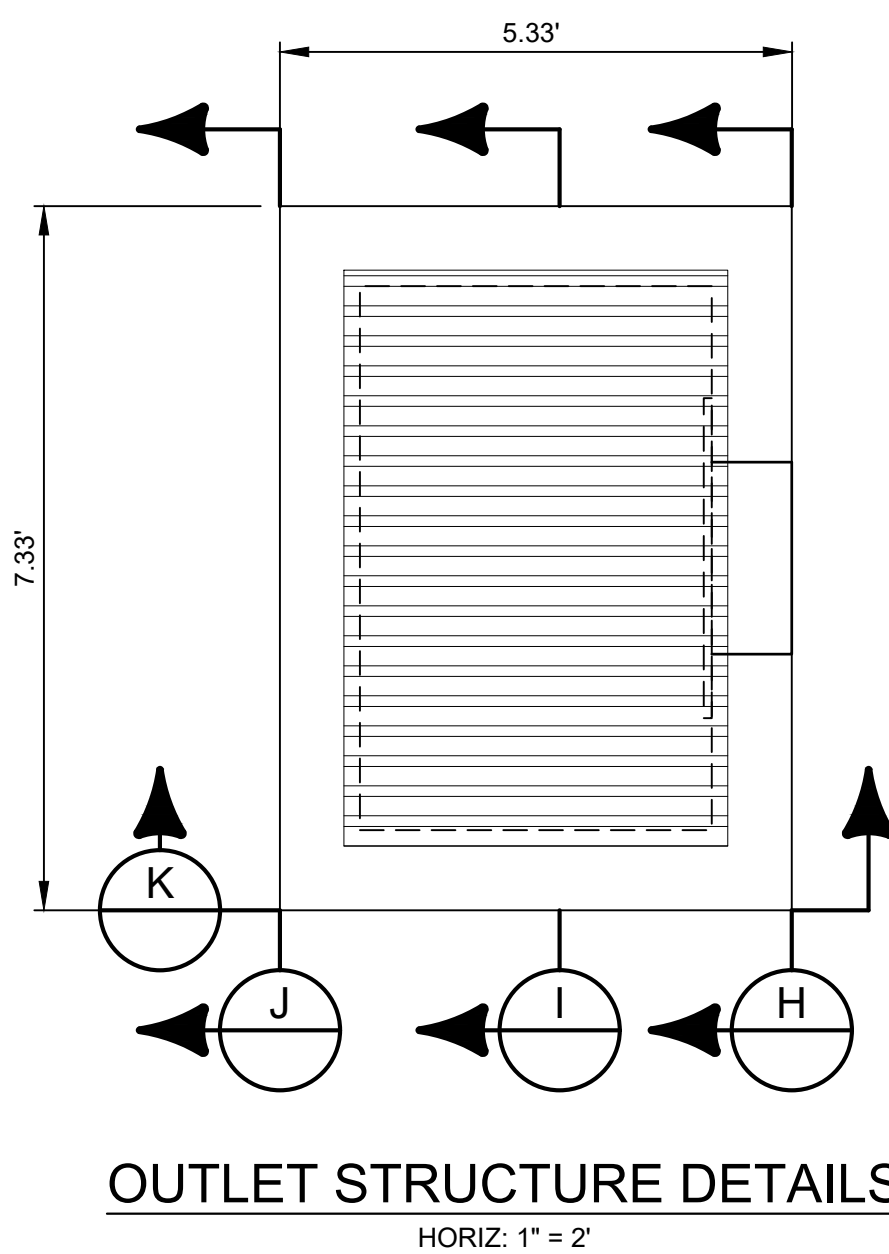 5.33'
7.33'
K
J
I
H
OUTLET STRUCTURE DETAILS
HORIZ: 1" = 2'